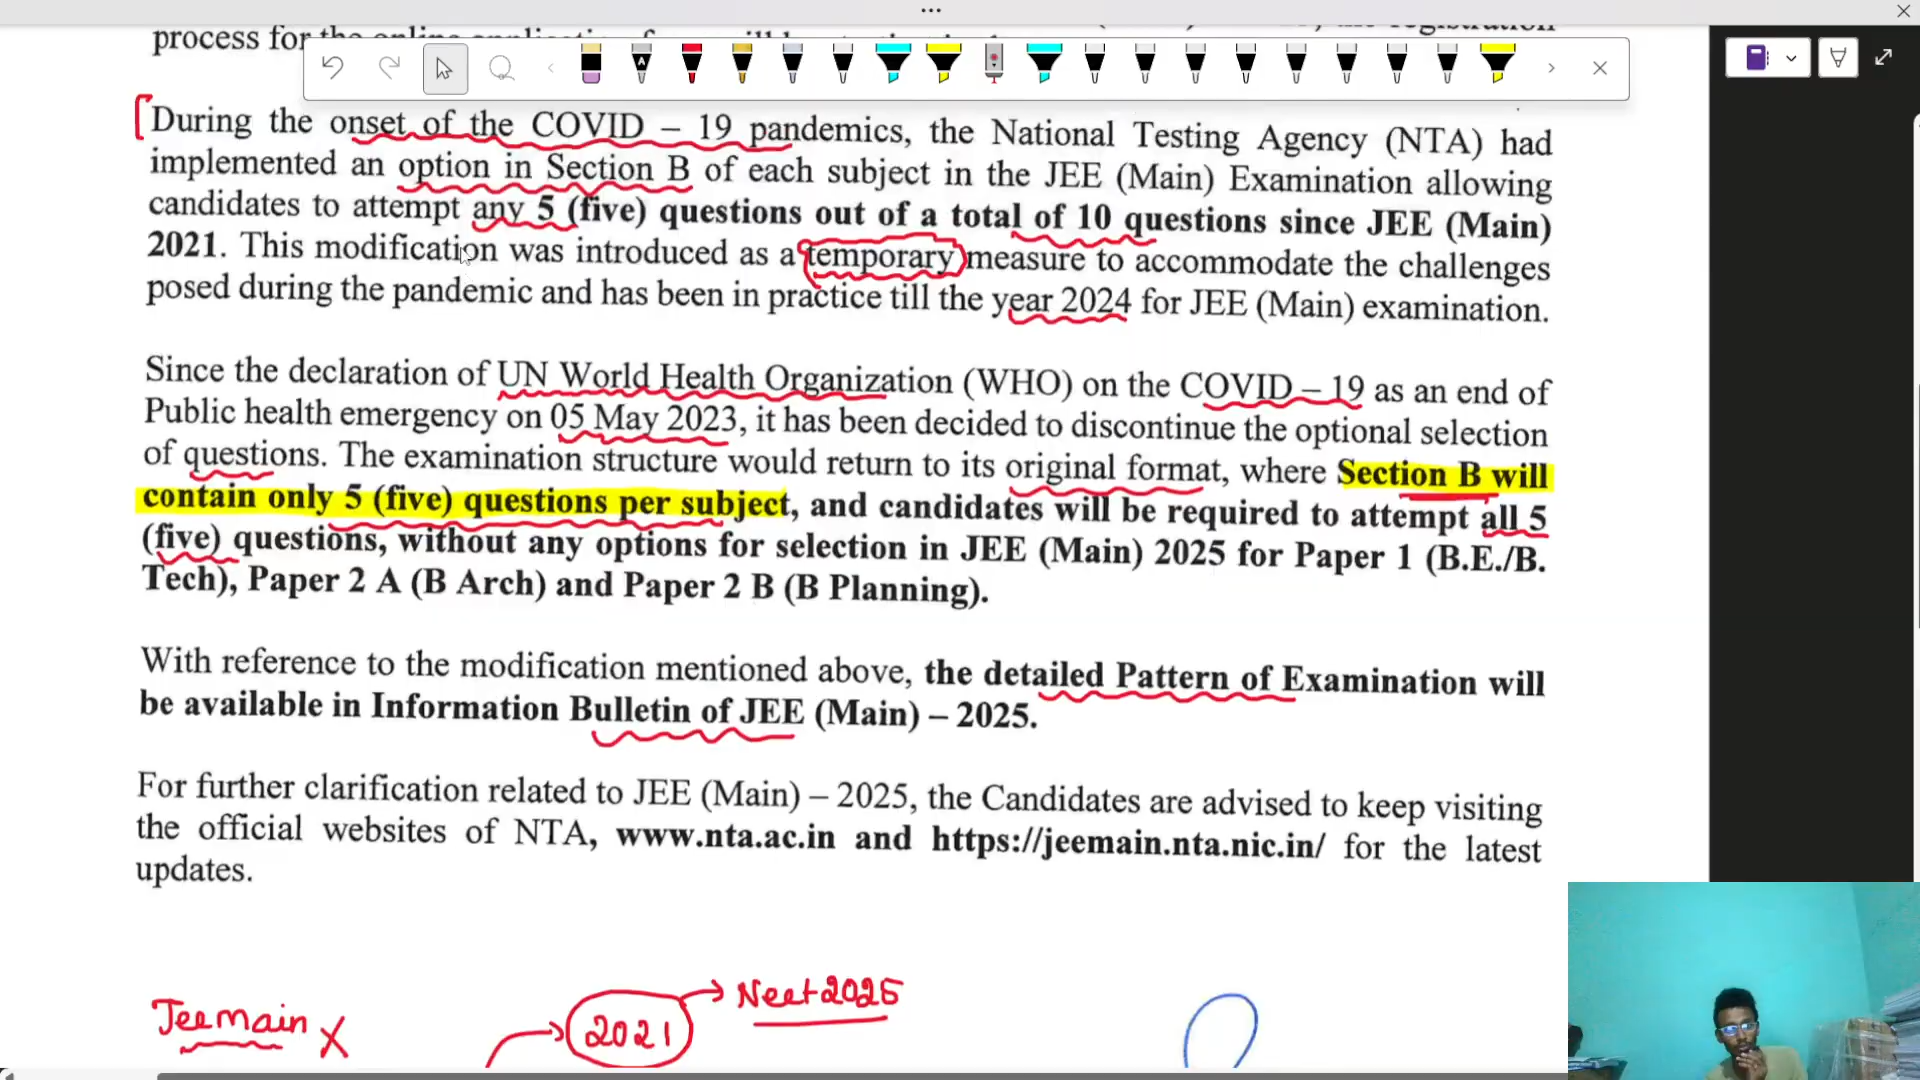 process for the online application
During the onset of the COVID – 19 pandemics, the National Testing Agency (NTA) had
implemented an option in Section B of each subject in the JEE (Main) Examination allowing
candidates to attempt any 5 (five) questions out of a total of 10 questions since JEE (Main)
2021. This modification was introduced as a temporary measure to accommodate the challenges
posed during the pandemic and has been in practice till the year 2024 for JEE (Main) examination.
Since the declaration of UN World Health Organization (WHO) on the COVID – 19 as an end of
Public health emergency on 05 May 2023, it has been decided to discontinue the optional selection
of questions. The examination structure would return to its original format, where Section B will
contain only 5 (five) questions per subject, and candidates will be required to attempt all 5
(five) questions, without any options for selection in JEE (Main) 2025 for Paper 1 (B.E./B.
Tech), Paper 2 A (B Arch) and Paper 2 B (B Planning).
With reference to the modification mentioned above, the detailed Pattern of Examination will
be available in Information Bulletin of JEE (Main) – 2025.
For further clarification related to JEE (Main) – 2025, the Candidates are advised to keep visiting
the official websites of NTA, www.nta.ac.in and https://jeemain.nta.nic.in/ for the latest
updates.
Neet2025
Jeemain X
2021